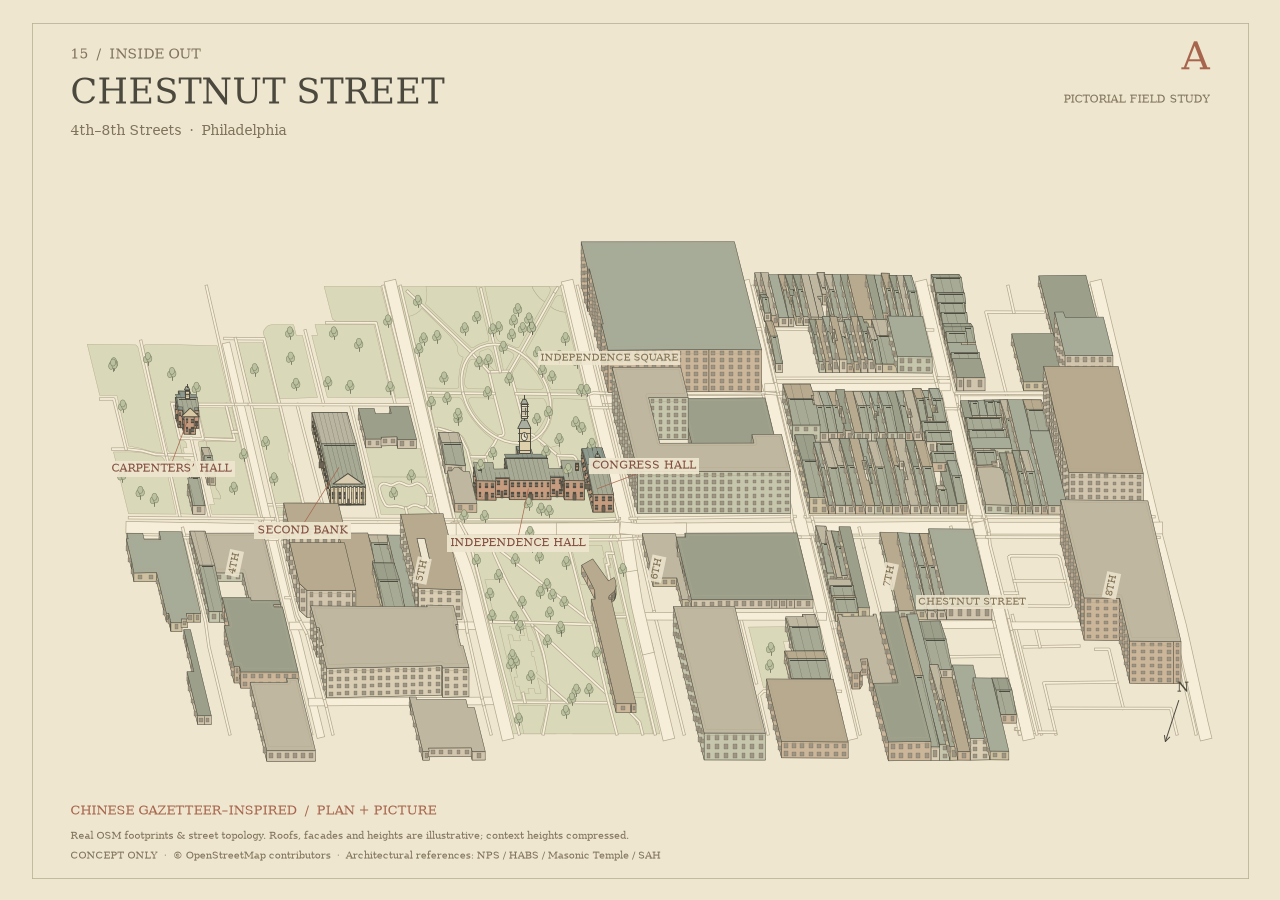 15 / INSIDE OUT
CHESTNUT STREET
4th–8th Streets · Philadelphia
A
PICTORIAL FIELD STUDY
INDEPENDENCE SQUARE
CARPENTERS’ HALL
CONGRESS HALL
SECOND BANK
INDEPENDENCE HALL
4TH
5TH
6TH
7TH
8TH
CHESTNUT STREET
N
CHINESE GAZETTEER–INSPIRED / PLAN + PICTURE
Real OSM footprints & street topology. Roofs, facades and heights are illustrative; context heights compressed.
CONCEPT ONLY · © OpenStreetMap contributors · Architectural references: NPS / HABS / Masonic Temple / SAH